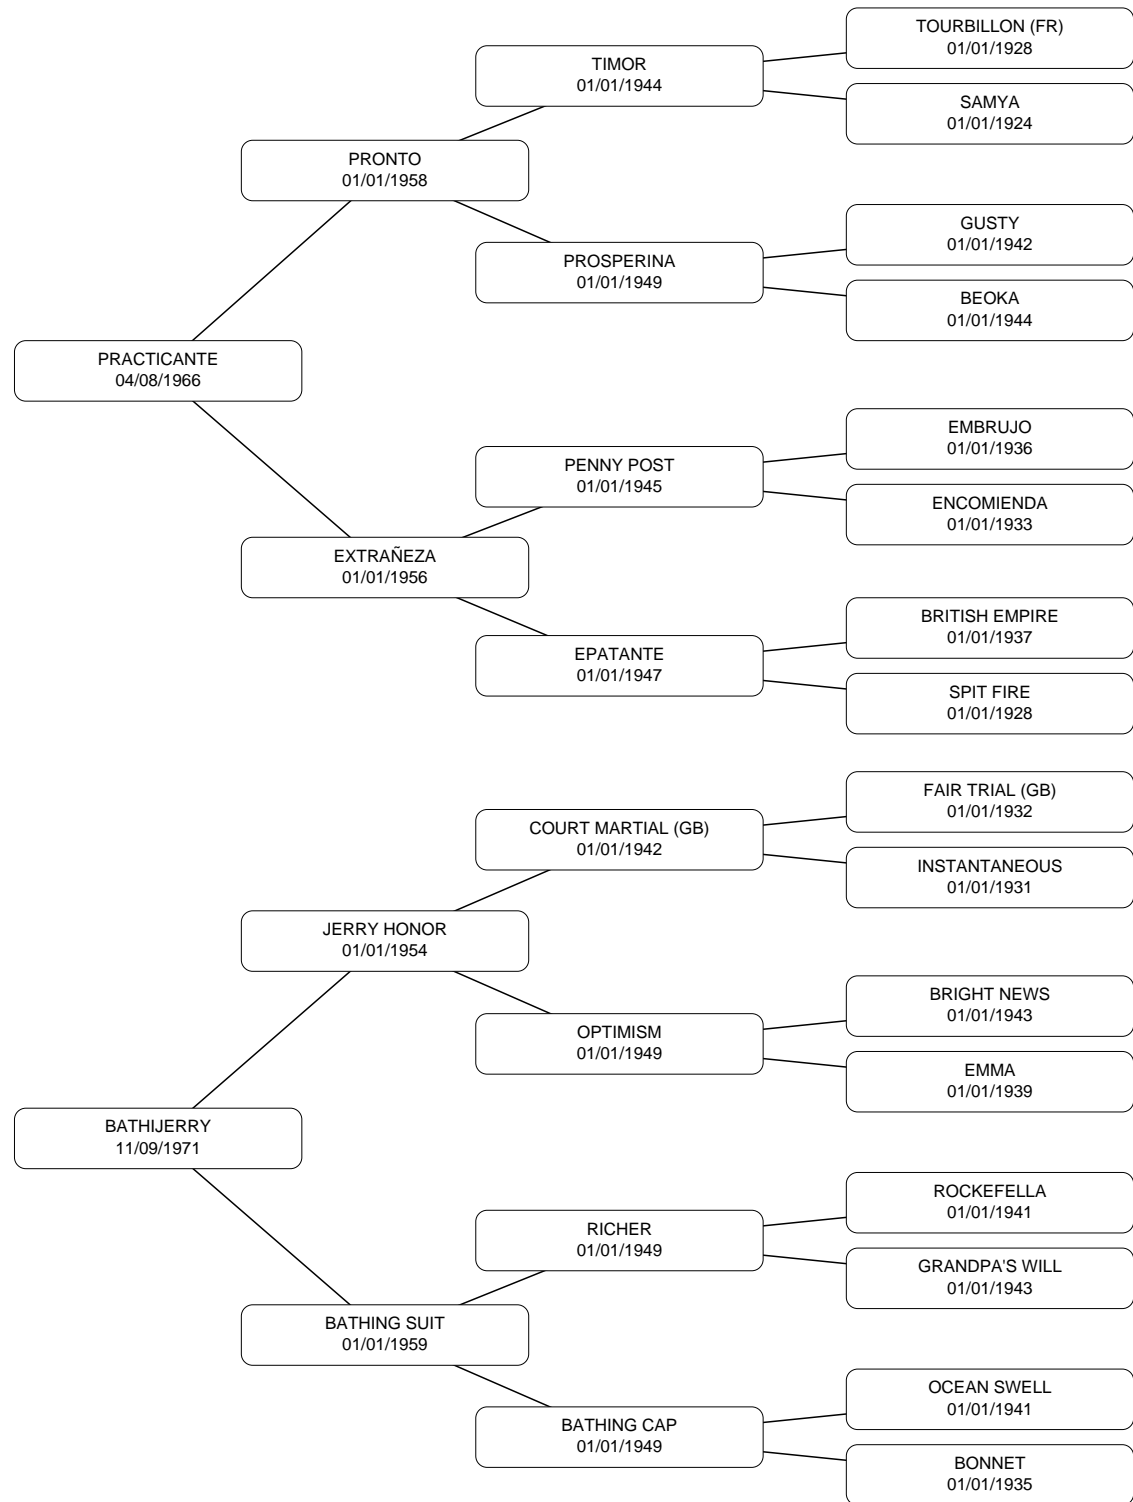 TOURBILLON (FR)
01/01/1928
TIMOR
01/01/1944
SAMYA
01/01/1924
PRONTO
01/01/1958
GUSTY
01/01/1942
PROSPERINA
01/01/1949
BEOKA
01/01/1944
PRACTICANTE
04/08/1966
EMBRUJO
01/01/1936
PENNY POST
01/01/1945
ENCOMIENDA
01/01/1933
EXTRAÑEZA
01/01/1956
BRITISH EMPIRE
01/01/1937
EPATANTE
01/01/1947
SPIT FIRE
01/01/1928
FAIR TRIAL (GB)
01/01/1932
COURT MARTIAL (GB)
01/01/1942
INSTANTANEOUS
01/01/1931
JERRY HONOR
01/01/1954
BRIGHT NEWS
01/01/1943
OPTIMISM
01/01/1949
EMMA
01/01/1939
BATHIJERRY
11/09/1971
ROCKEFELLA
01/01/1941
RICHER
01/01/1949
GRANDPA'S WILL
01/01/1943
BATHING SUIT
01/01/1959
OCEAN SWELL
01/01/1941
BATHING CAP
01/01/1949
BONNET
01/01/1935